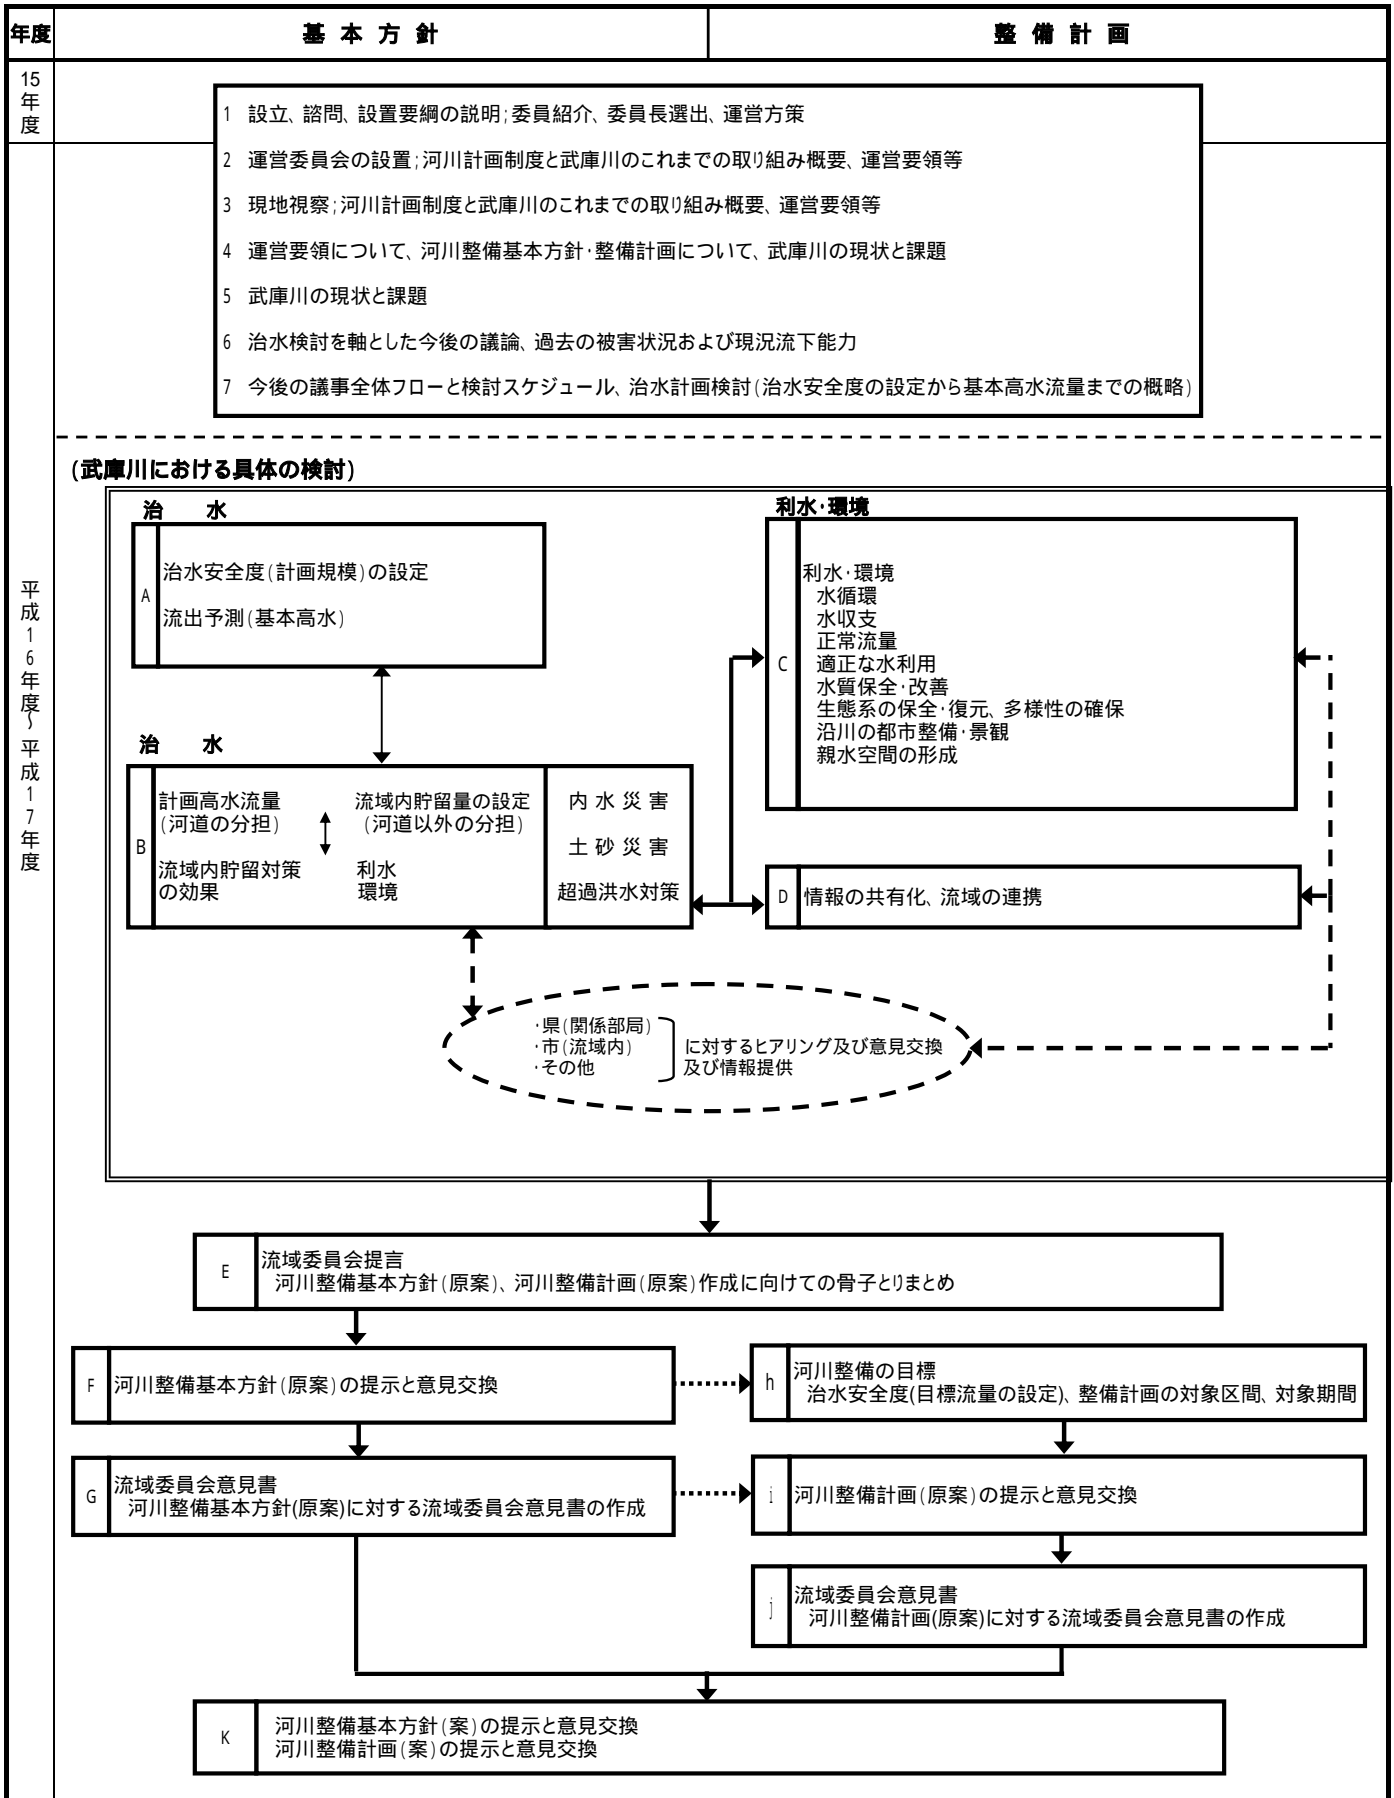 年度
基本方針
整備計画
15年度
1 設立、諮問、設置要綱の説明;委員紹介、委員長選出、運営方策
2 運営委員会の設置;河川計画制度と武庫川のこれまでの取り組み概要、運営要領等
3 現地視察;河川計画制度と武庫川のこれまでの取り組み概要、運営要領等
4 運営要領について、河川整備基本方針・整備計画について、武庫川の現状と課題
5 武庫川の現状と課題
6 治水検討を軸とした今後の議論、過去の被害状況および現況流下能力
7 今後の議事全体フローと検討スケジュール、治水計画検討(治水安全度の設定から基本高水流量までの概略)
平成16年度～平成17年度
(武庫川における具体の検討)
治 水
A
治水安全度(計画規模)の設定
流出予測(基本高水)
治 水
B
計画高水流量
(河道の分担)
流域内貯留対策
の効果
流域内貯留量の設定
(河道以外の分担)
利水
環境
内水災害
土砂災害
超過洪水対策
利水・環境
C
利水・環境
水循環
水収支
正常流量
適正な水利用
水質保全・改善
生態系の保全・復元、多様性の確保
沿川の都市整備・景観
親水空間の形成
D
情報の共有化、流域の連携
・県(関係部局)
・市(流域内)
・その他
に対するヒアリング及び意見交換
及び情報提供
E
流域委員会提言
河川整備基本方針(原案)、河川整備計画(原案)作成に向けての骨子とりまとめ
F
河川整備基本方針(原案)の提示と意見交換
h
河川整備の目標
治水安全度(目標流量の設定)、整備計画の対象区間、対象期間
G
流域委員会意見書
河川整備基本方針(原案)に対する流域委員会意見書の作成
i
河川整備計画(原案)の提示と意見交換
j
流域委員会意見書
河川整備計画(原案)に対する流域委員会意見書の作成
K
河川整備基本方針(案)の提示と意見交換
河川整備計画(案)の提示と意見交換